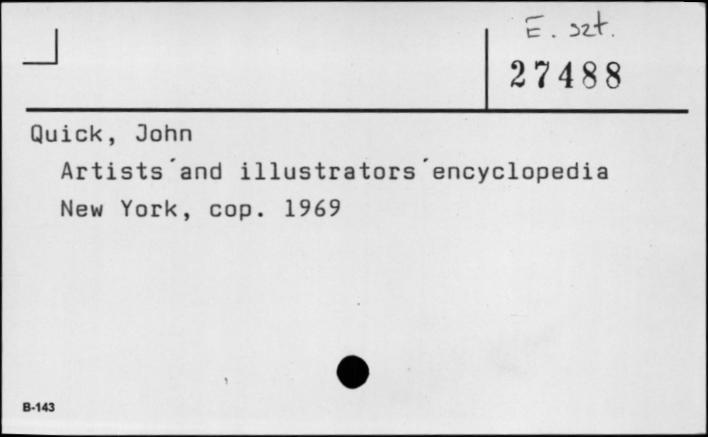 E. szt.
27488
Quick, John
Artists´and illustrators´encyclopedia
New York, cop. 1969
B-143